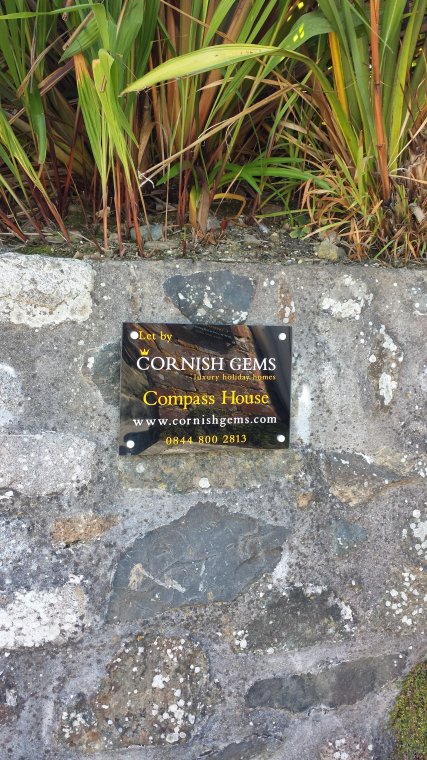 Let by
CORNISH GEMS
luxury holiday homes
Compass House
www.cornishgems.com
0844 800 2813